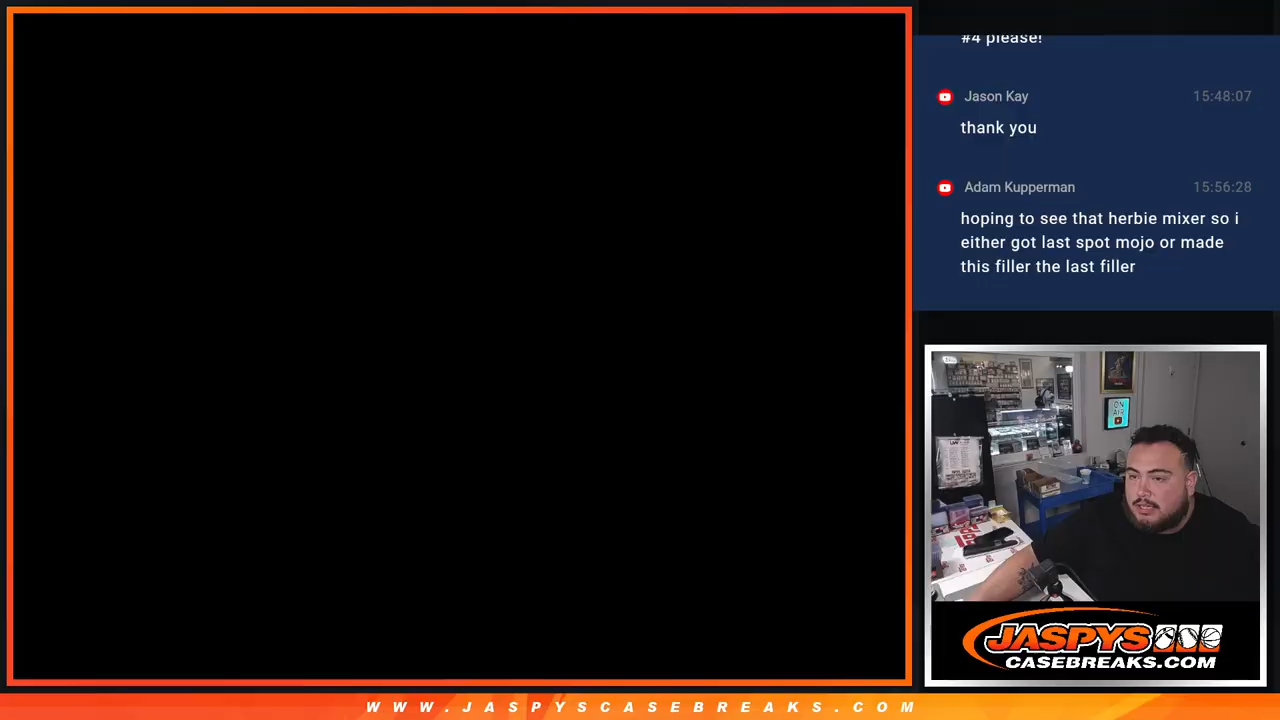 #4 please!
Jason Kay 15:48:07
thank you
Adam Kupperman 15:56:28
hoping to see that herbie mixer so i
either got last spot mojo or made
this filler the last filler
ON
AIR
JASPYS
CASEBREAKS.COM
WWW.JASPYSCASEBREAKS.COM